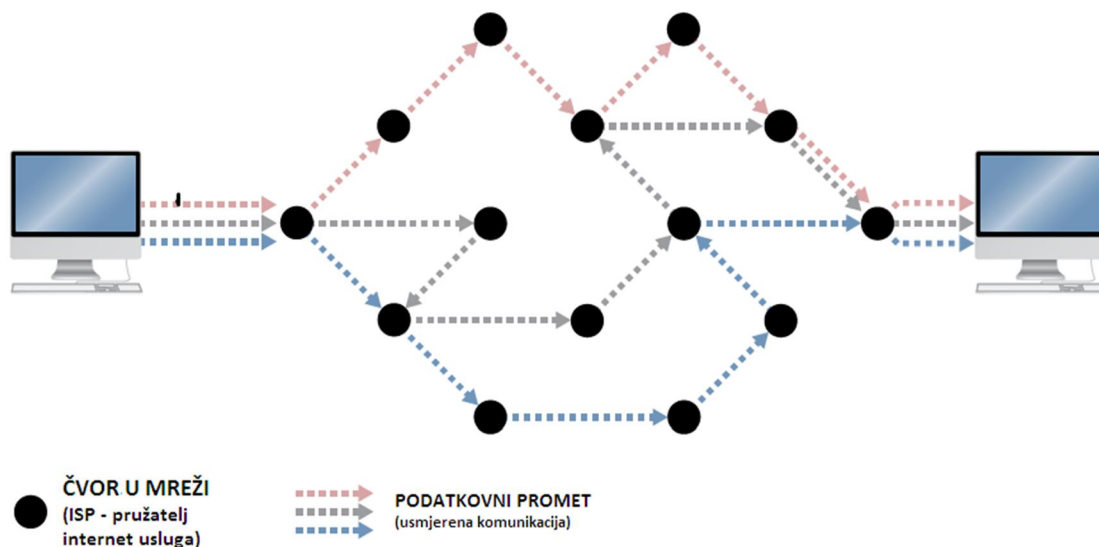 ČVOR U MREŽI
(ISP - pružatelj
internet usluga)
PODATKOVNI PROMET
(usmjerena komunikacija)